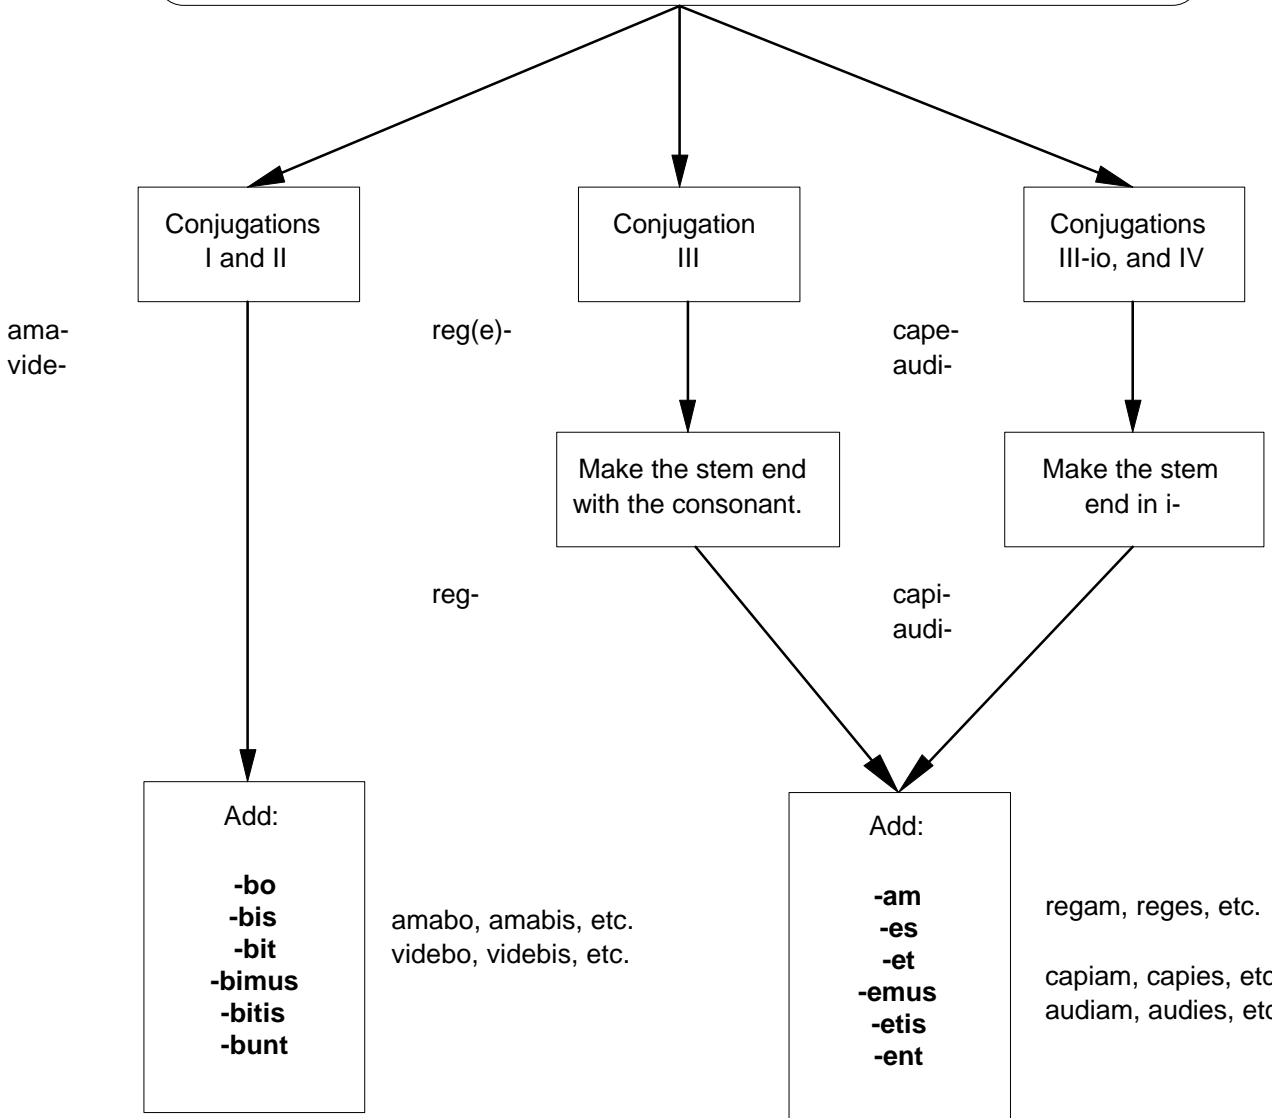 Conjugations
I and II
Conjugation
III
Conjugations
III-io, and IV
ama-
vide-
reg(e)-
cape-
audi-
Make the stem end
with the consonant.
Make the stem
end in i-
reg-
capi-
audi-
Add:
-bo
-bis
-bit
-bimus
-bitis
-bunt
amabo, amabis, etc.
videbo, videbis, etc.
Add:
-am
-es
-et
-emus
-etis
-ent
regam, reges, etc.
capiam, capies, etc
audiam, audies, etc